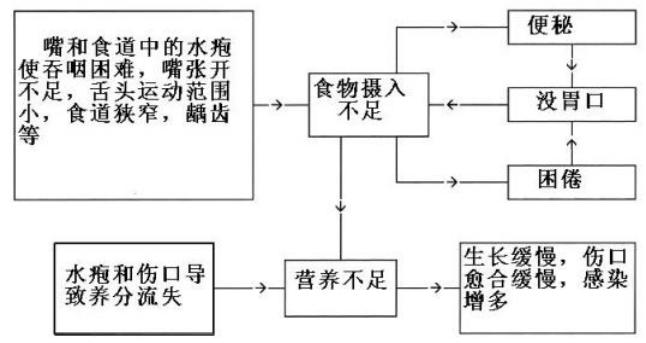 嘴和食道中的水疱
使吞咽困难，嘴张开
不足，舌头运动范围
小，食道狭窄，龋齿
等
食物摄入
不足
便秘
没胃口
困倦
水疱和伤口导
致养分流失
营养不足
生长缓慢，伤口
愈合缓慢，感染
增多